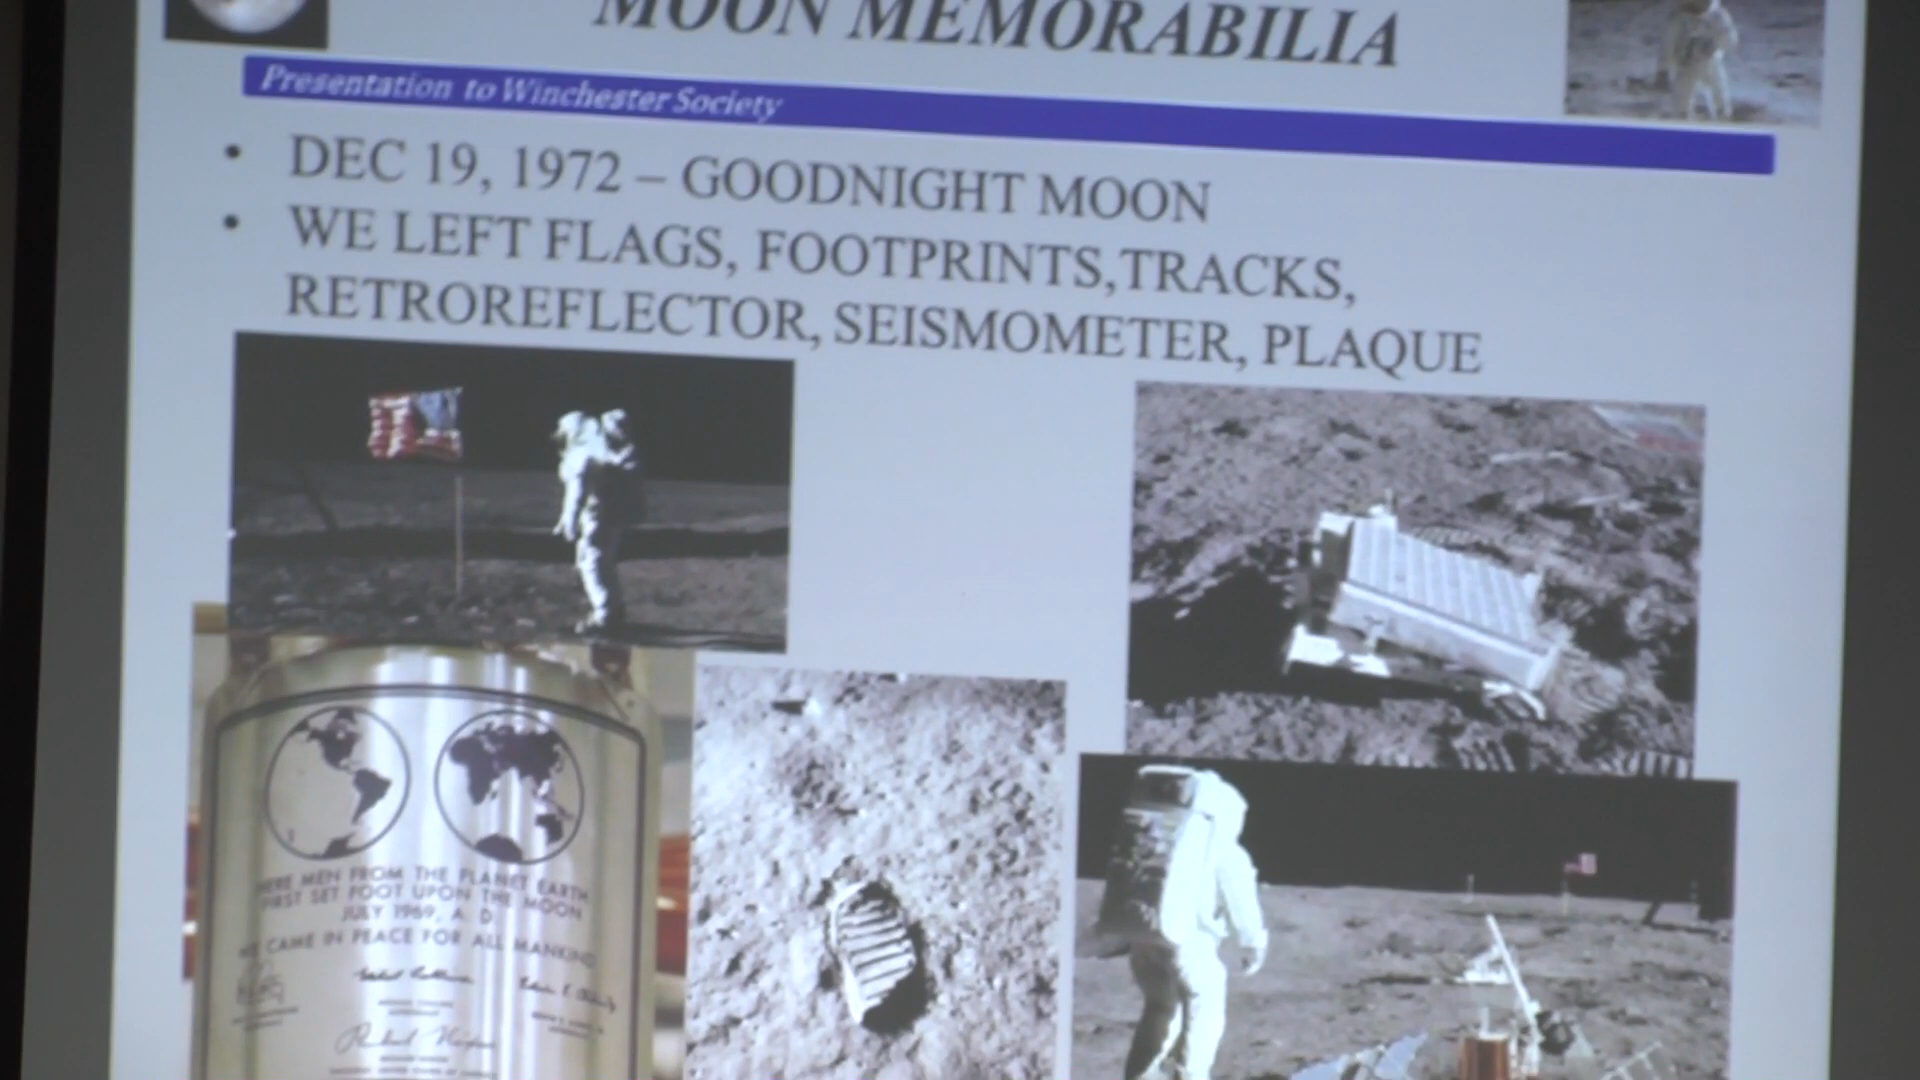 MOON MEMORABILIA
Presentation to Winchester Society
• DEC 19, 1972 – GOODNIGHT MOON
• WE LEFT FLAGS, FOOTPRINTS,TRACKS,
RETROREFLECTOR, SEISMOMETER, PLAQUE
HERE MEN FROM THE PLANET EARTH
FIRST SET FOOT UPON THE MOON
JULY 1969, A. D.
WE CAME IN PEACE FOR ALL MANKIND